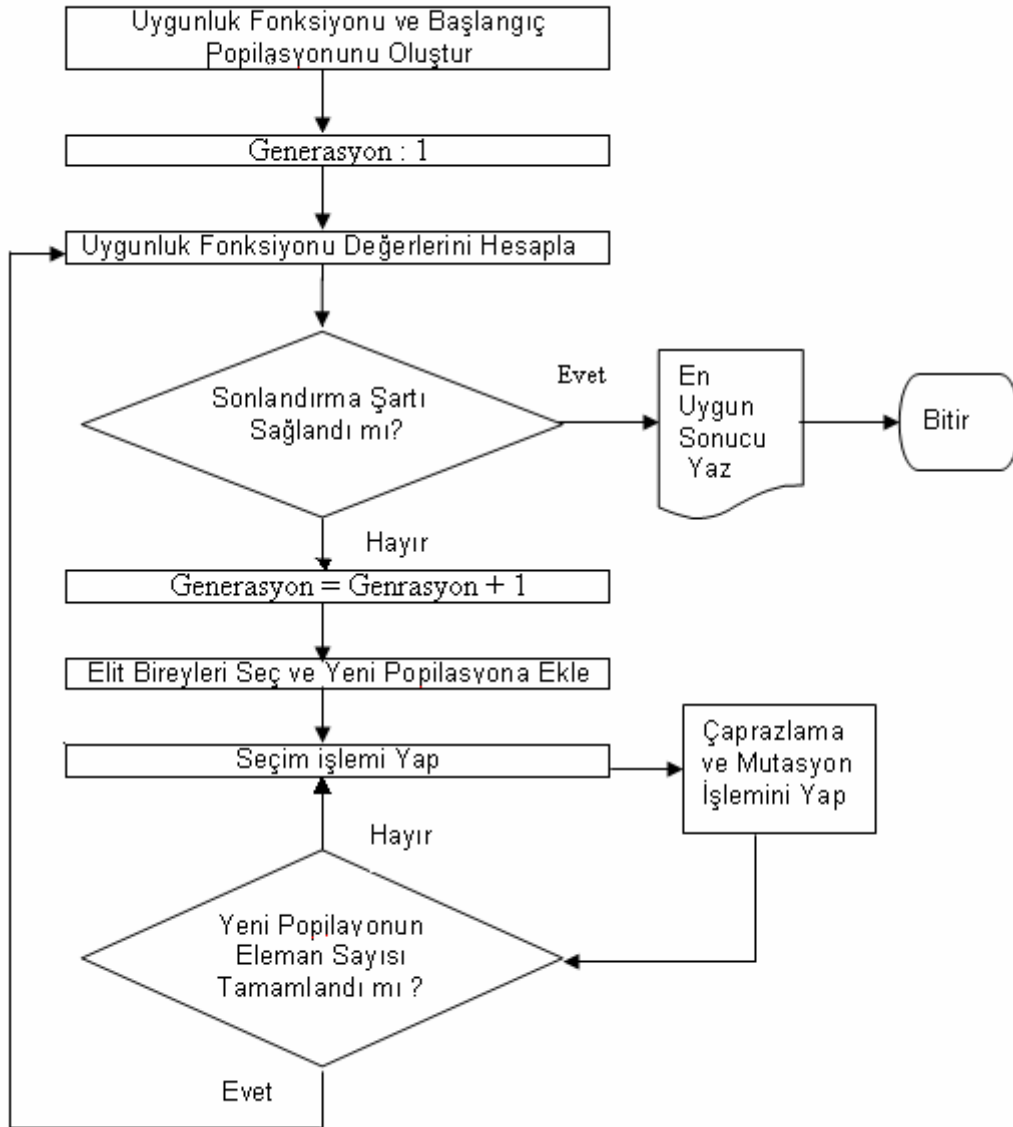 Uygunluk Fonksiyonu ve Başlangıç
Popilasyonunu Oluştur
Generasyon : 1
Uygunluk Fonksiyonu Değerlerini Hesapla
Sonlandırma Şartı
Sağlandı mı?
Evet
En
Uygun
Sonucu
Yaz
Bitir
Hayır
Generasyon = Genrasyon + 1
Elit Bireyleri Seç ve Yeni Popilasyona Ekle
Seçim işlemi Yap
Çaprazlama
ve Mutasyon
İşlemini Yap
Hayır
Yeni Popilayonun
Eleman Sayısı
Tamamlandı mı ?
Evet